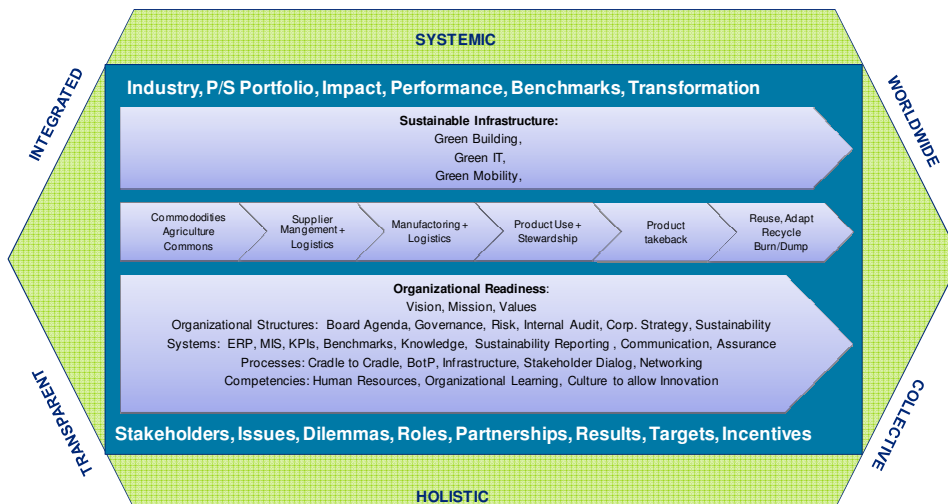 SYSTEMIC
INTEGRATED
WORLDWIDE
Industry, P/S Portfolio, Impact, Performance, Benchmarks, Transformation
Sustainable Infrastructure:
Green Building,
Green IT,
Green Mobility,
Commododities
Agriculture
Commons
Supplier
Mangement +
Logistics
Manufactoring +
Logistics
Product Use +
Stewardship
Product
takeback
Reuse, Adapt
Recycle
Burn/Dump
Organizational Readiness:
Vision, Mission, Values
Organizational Structures: Board Agenda, Governance, Risk, Internal Audit, Corp. Strategy, Sustainability
Systems: ERP, MIS, KPIs, Benchmarks, Knowledge, Sustainability Reporting , Communication, Assurance
Processes: Cradle to Cradle, BotP, Infrastructure, Stakeholder Dialog, Networking
Competencies: Human Resources, Organizational Learning, Culture to allow Innovation
Stakeholders, Issues, Dilemmas, Roles, Partnerships, Results, Targets, Incentives
TRANSPARENT
COLLECTIVE
HOLISTIC